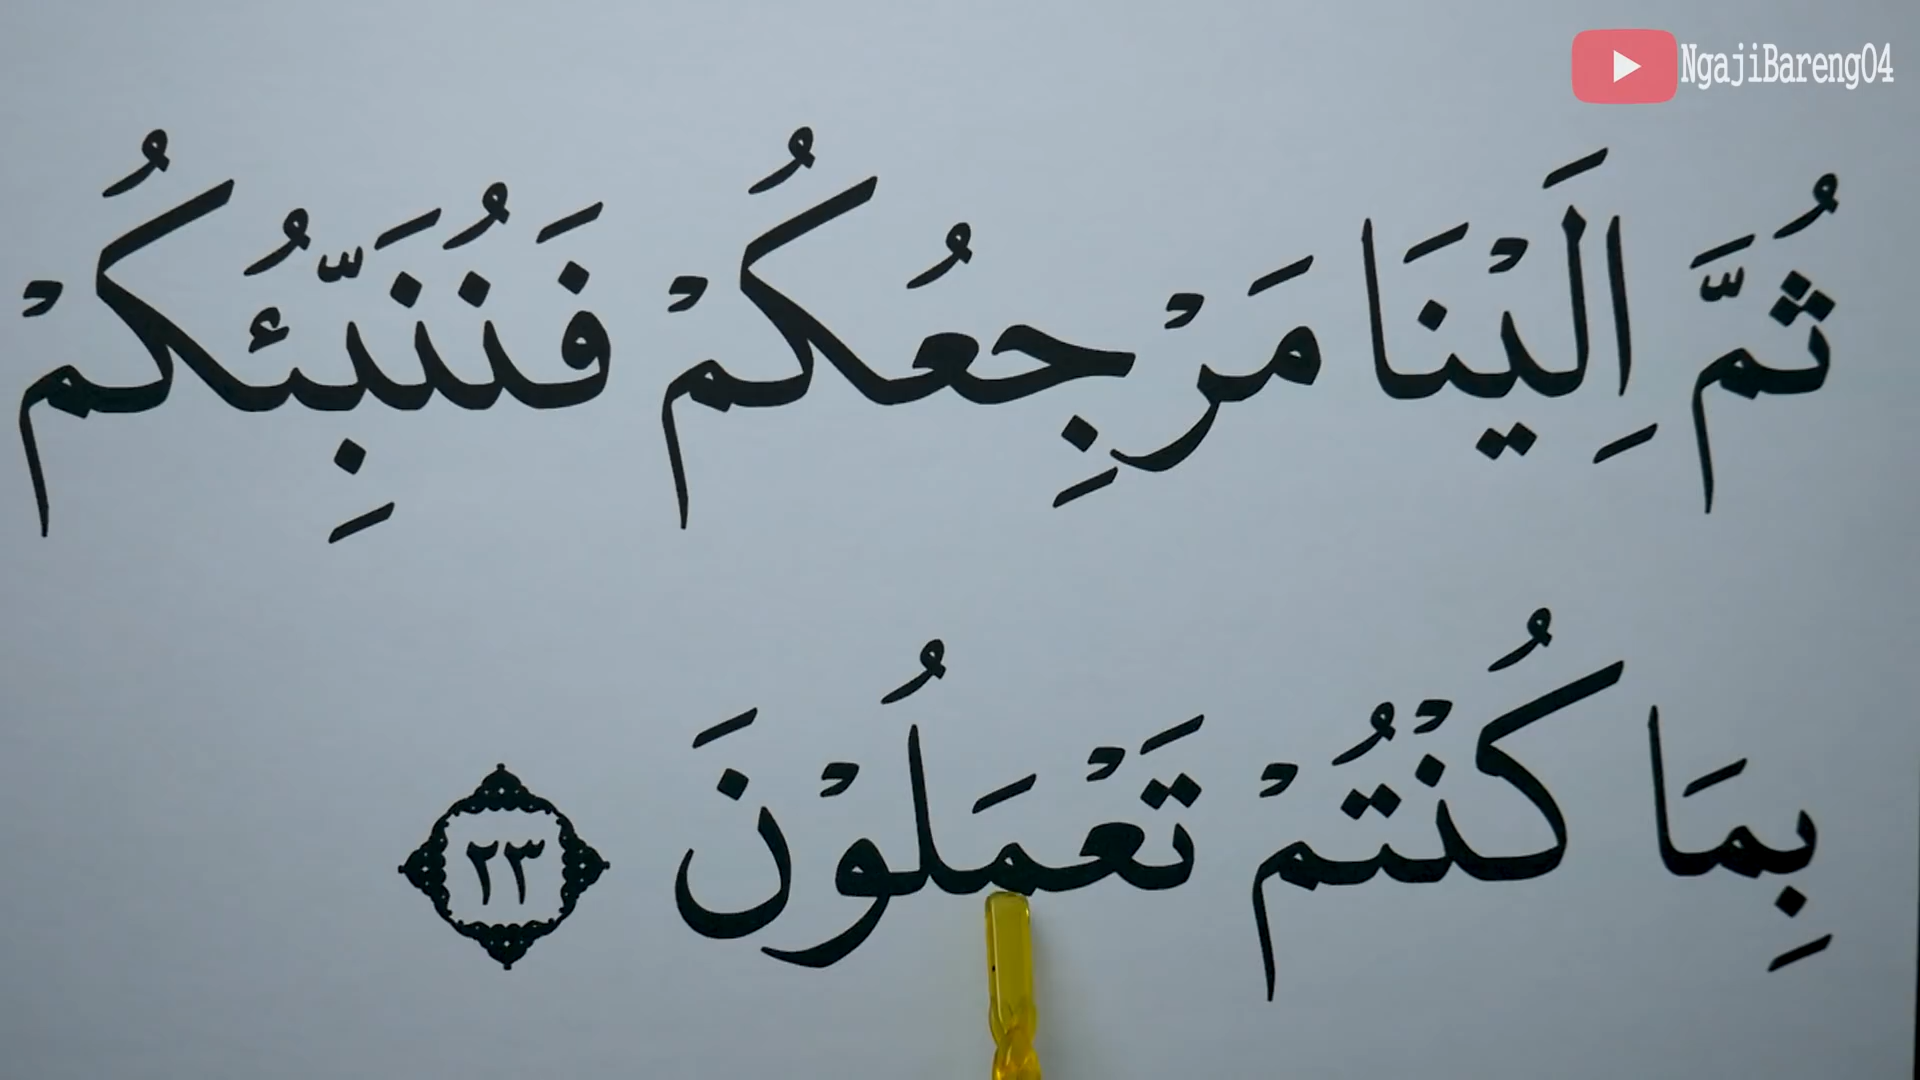 NgajiBareng04
ثُمَّ اِلَيْنَا مَرْجِعُكُمْ فَنُنَبِّئُكُمْ
بِمَا كُنْتُمْ تَعْمَلُوْنَ ٢٣